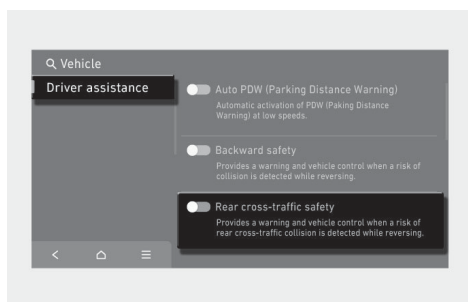 Vehicle
Driver assistance
Auto PDW (Parking Distance Warning)
Automatic activation of PDW (Paking Distance
Warning) at low speeds.
Backward safety
Provides a warning and vehicle control when a risk of
collision is detected while reversing.
Rear cross-traffic safety
Provides a warning and vehicle control when a risk of
rear cross-traffic collision is detected while reversing.